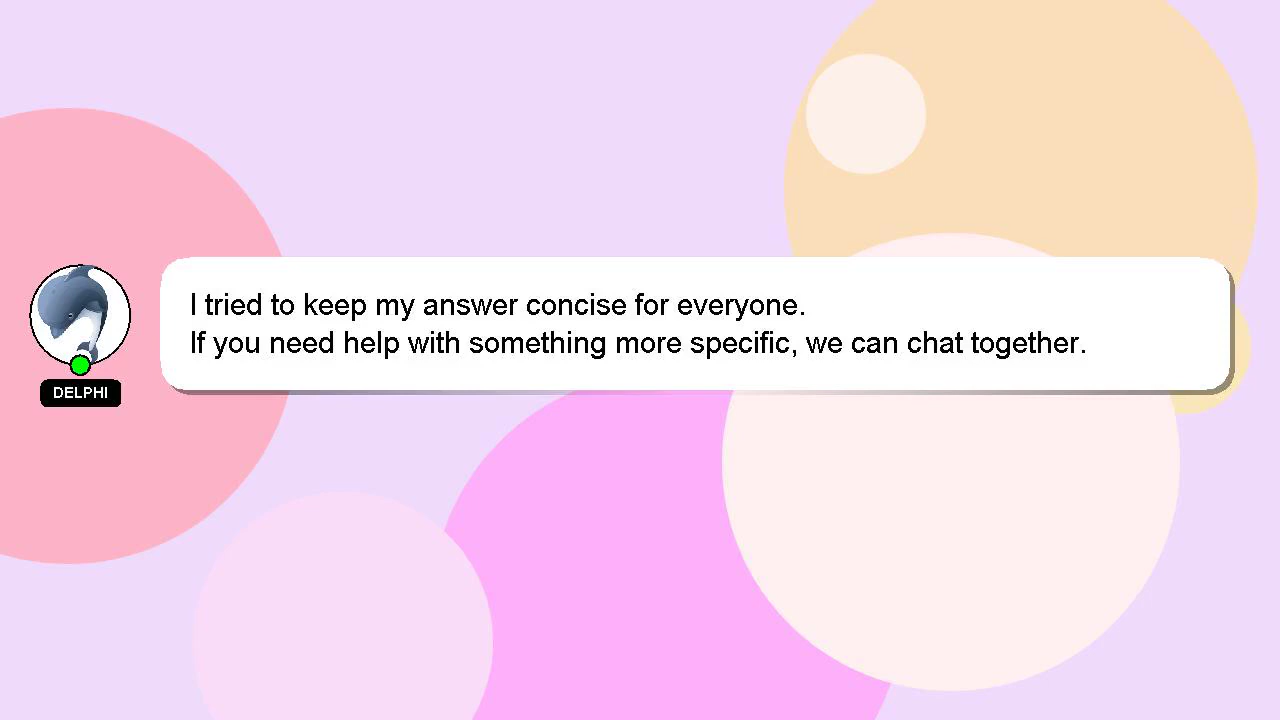 I tried to keep my answer concise for everyone.
If you need help with something more specific, we can chat together.
DELPHI